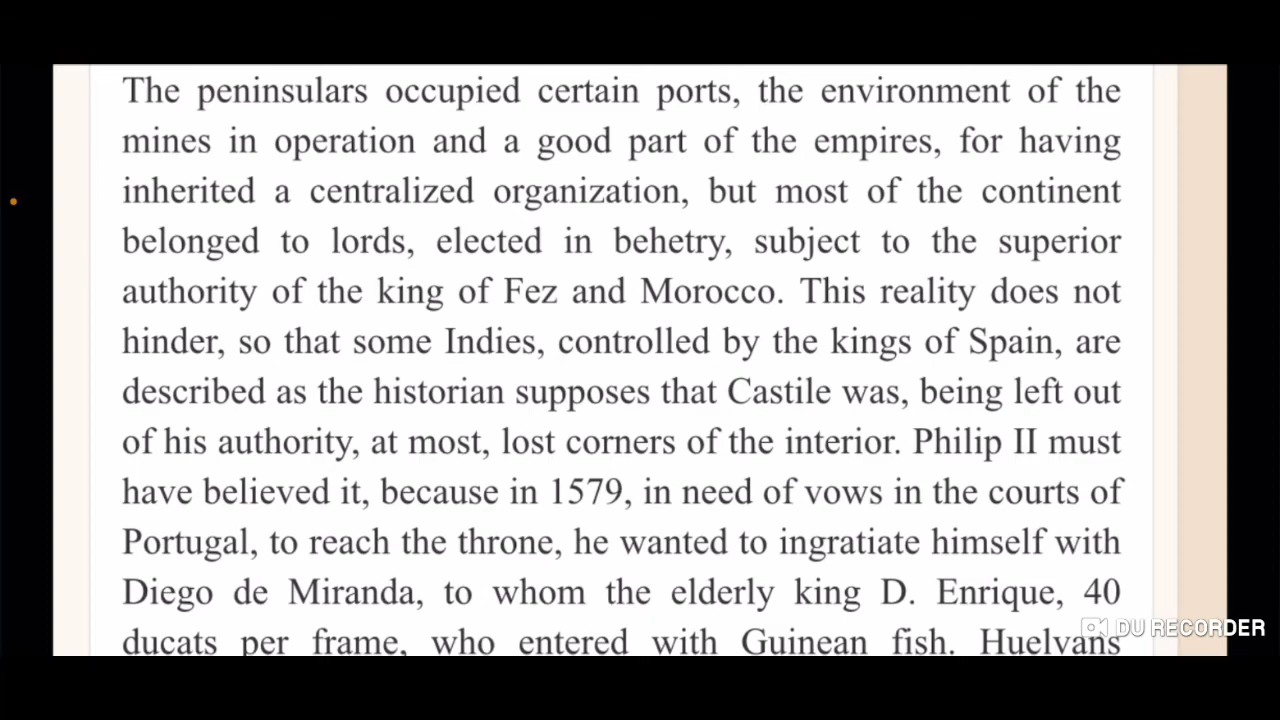 The peninsulars occupied certain ports, the environment of the
mines in operation and a good part of the empires, for having
inherited a centralized organization, but most of the continent
belonged to lords, elected in behetry, subject to the superior
authority of the king of Fez and Morocco. This reality does not
hinder, so that some Indies, controlled by the kings of Spain, are
described as the historian supposes that Castile was, being left out
of his authority, at most, lost corners of the interior. Philip II must
have believed it, because in 1579, in need of vows in the courts of
Portugal, to reach the throne, he wanted to ingratiate himself with
Diego de Miranda, to whom the elderly king D. Enrique, 40
ducats per frame, who entered with Guinean fish. Huelvans
DU RECORDER